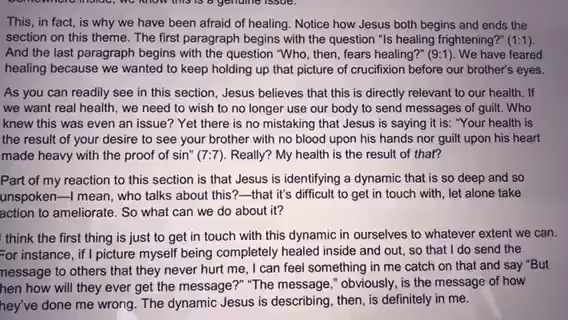 Somewhere inside, we know this is a genuine issue.
This, in fact, is why we have been afraid of healing. Notice how Jesus both begins and ends the
section on this theme. The first paragraph begins with the question “Is healing frightening?” (1:1).
And the last paragraph begins with the question “Who, then, fears healing?” (9:1). We have feared
healing because we wanted to keep holding up that picture of crucifixion before our brother's eyes.
As you can readily see in this section, Jesus believes that this is directly relevant to our health. If
we want real health, we need to wish to no longer use our body to send messages of guilt. Who
knew this was even an issue? Yet there is no mistaking that Jesus is saying it is: “Your health is
the result of your desire to see your brother with no blood upon his hands nor guilt upon his heart
made heavy with the proof of sin” (7:7). Really? My health is the result of that?
Part of my reaction to this section is that Jesus is identifying a dynamic that is so deep and so
unspoken—I mean, who talks about this?—that it's difficult to get in touch with, let alone take
action to ameliorate. So what can we do about it?
I think the first thing is just to get in touch with this dynamic in ourselves to whatever extent we can.
For instance, if I picture myself being completely healed inside and out, so that I do send the
message to others that they never hurt me, I can feel something in me catch on that and say “But
hen how will they ever get the message?” “The message,” obviously, is the message of how
hey've done me wrong. The dynamic Jesus is describing, then, is definitely in me.